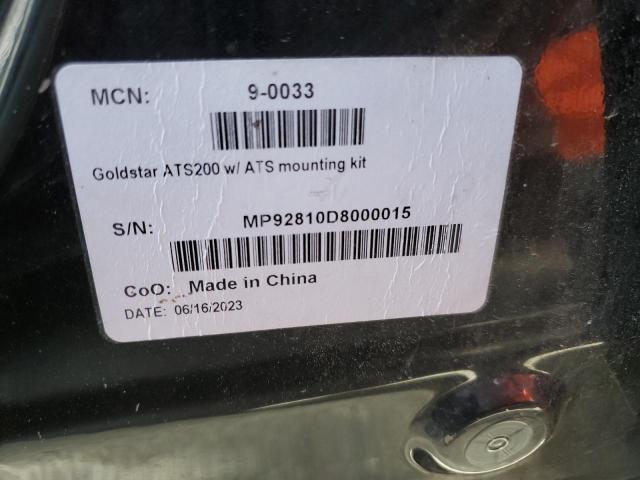 MCN: 9-0033
Goldstar ATS200 w/ ATS mounting kit
S/N: MP92810D8000015
CoO: Made in China
DATE: 06/16/2023